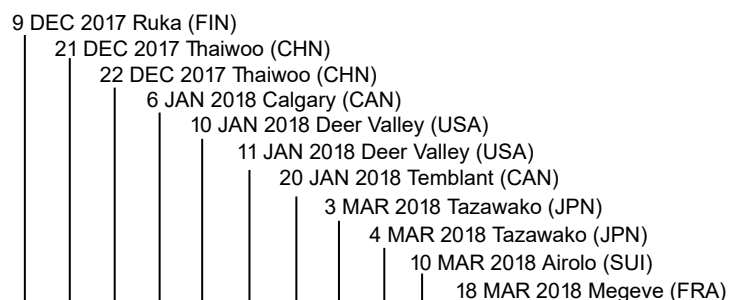 9 DEC 2017 Ruka (FIN)
21 DEC 2017 Thaiwoo (CHN)
22 DEC 2017 Thaiwoo (CHN)
6 JAN 2018 Calgary (CAN)
10 JAN 2018 Deer Valley (USA)
11 JAN 2018 Deer Valley (USA)
20 JAN 2018 Temblant (CAN)
3 MAR 2018 Tazawako (JPN)
4 MAR 2018 Tazawako (JPN)
10 MAR 2018 Airolo (SUI)
18 MAR 2018 Megeve (FRA)